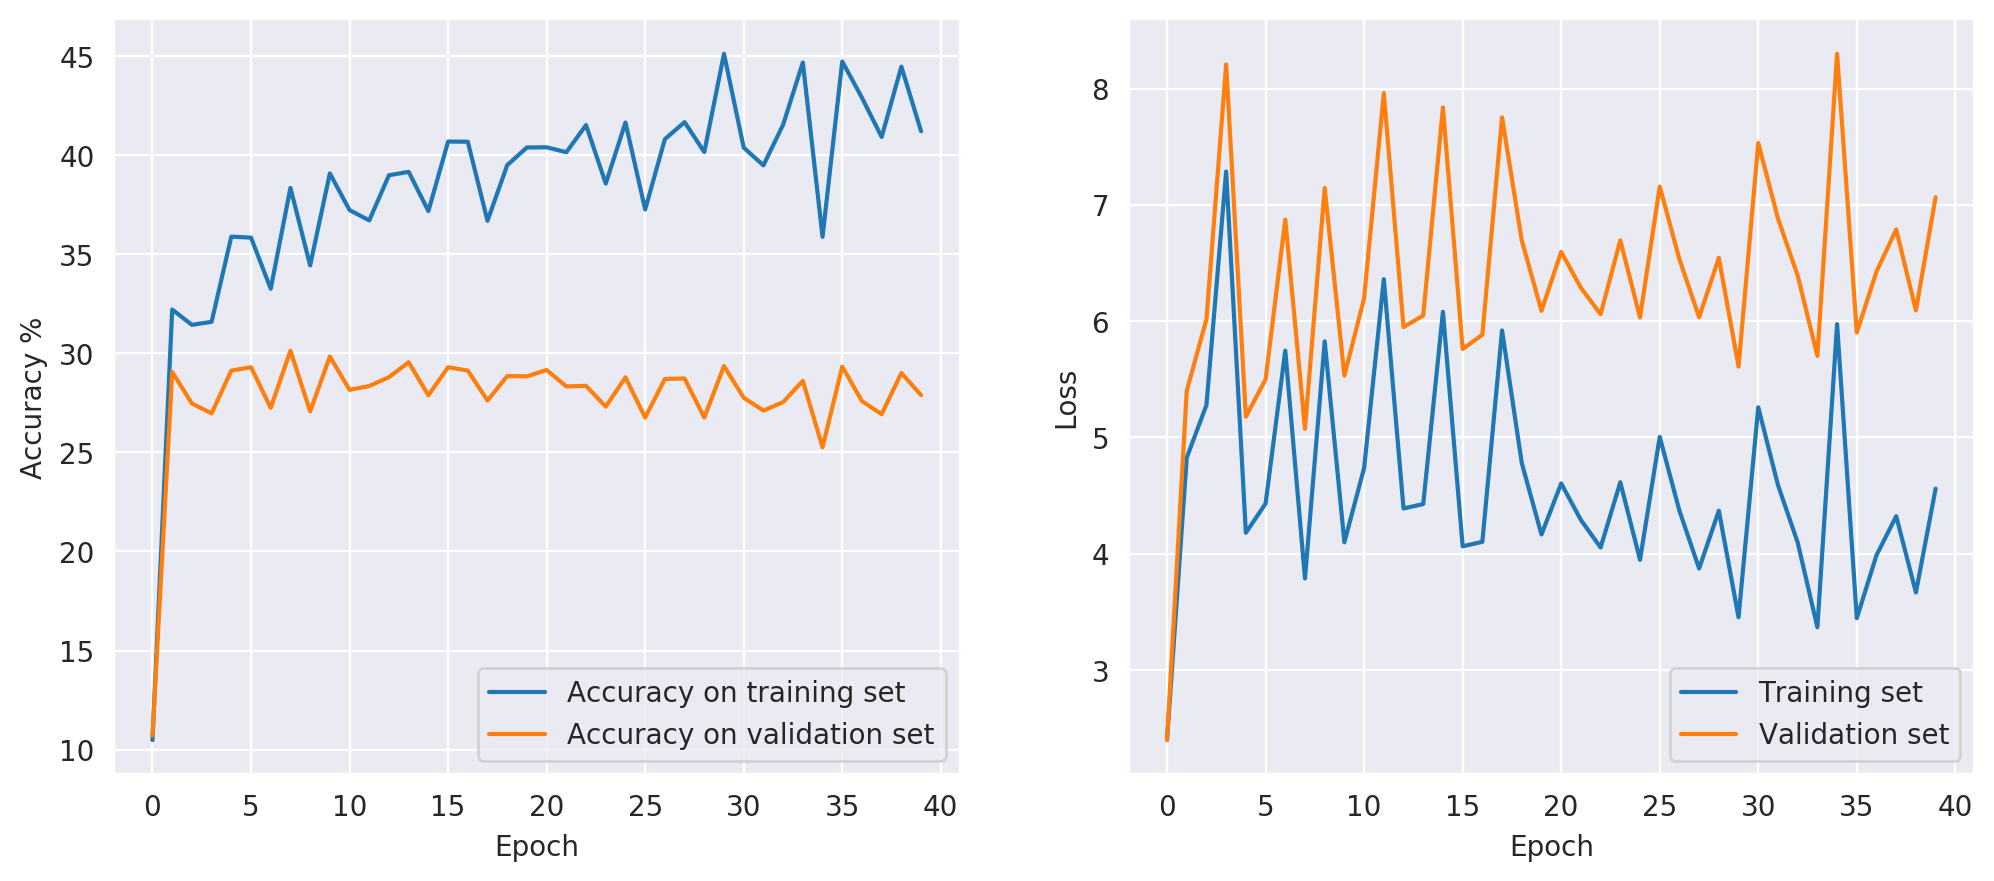 Accuracy %
45
40
35
30
25
20
15
10
0 5 10 15 20 25 30 35 40
Epoch
Accuracy on training set
Accuracy on validation set
Loss
8
7
6
5
4
3
0 5 10 15 20 25 30 35 40
Epoch
Training set
Validation set